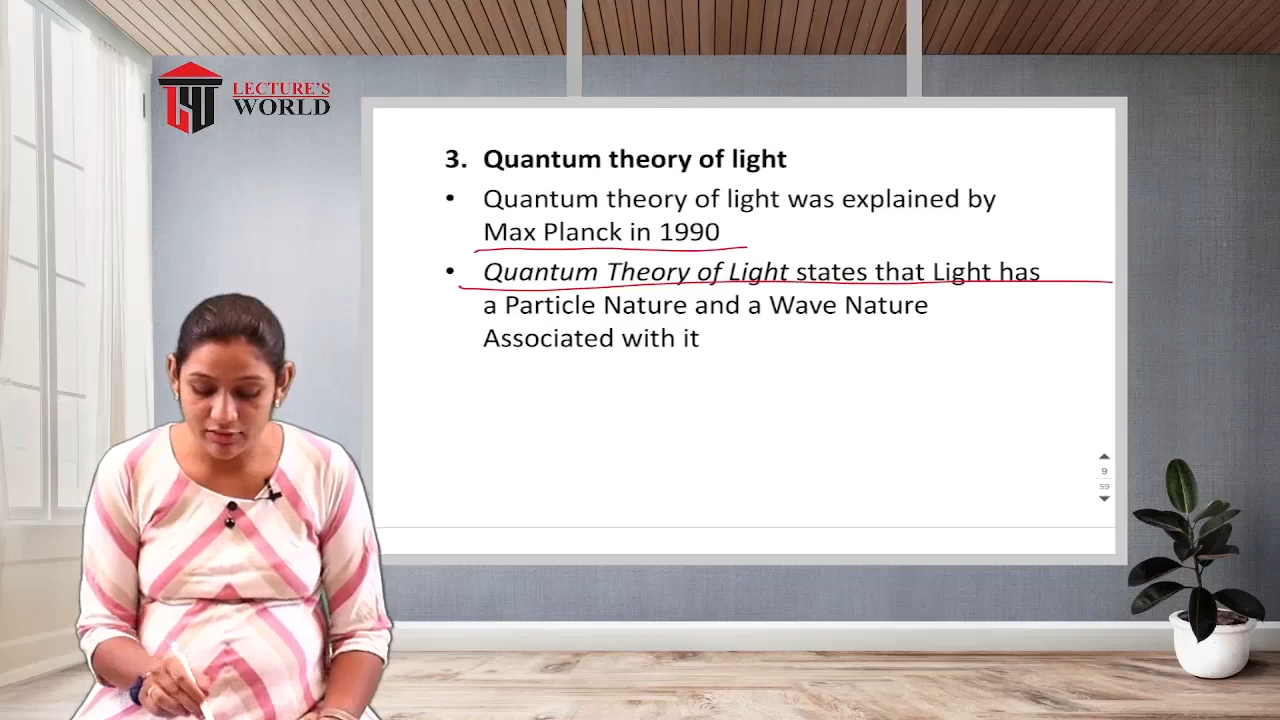 LECTURE'S
WORLD
3. Quantum theory of light
• Quantum theory of light was explained by
Max Planck in 1990
• Quantum Theory of Light states that Light has
a Particle Nature and a Wave Nature
Associated with it
9
59